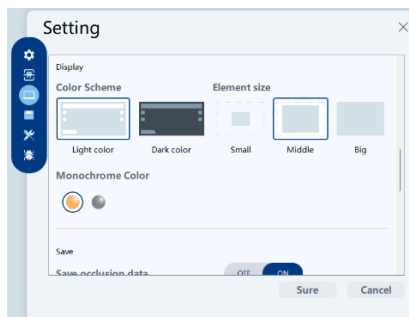 Setting
Display
Color Scheme Element size
Light color Dark color Small Middle Big
Monochrome Color
Save
Save occlusion data OFF ON
Sure Cancel